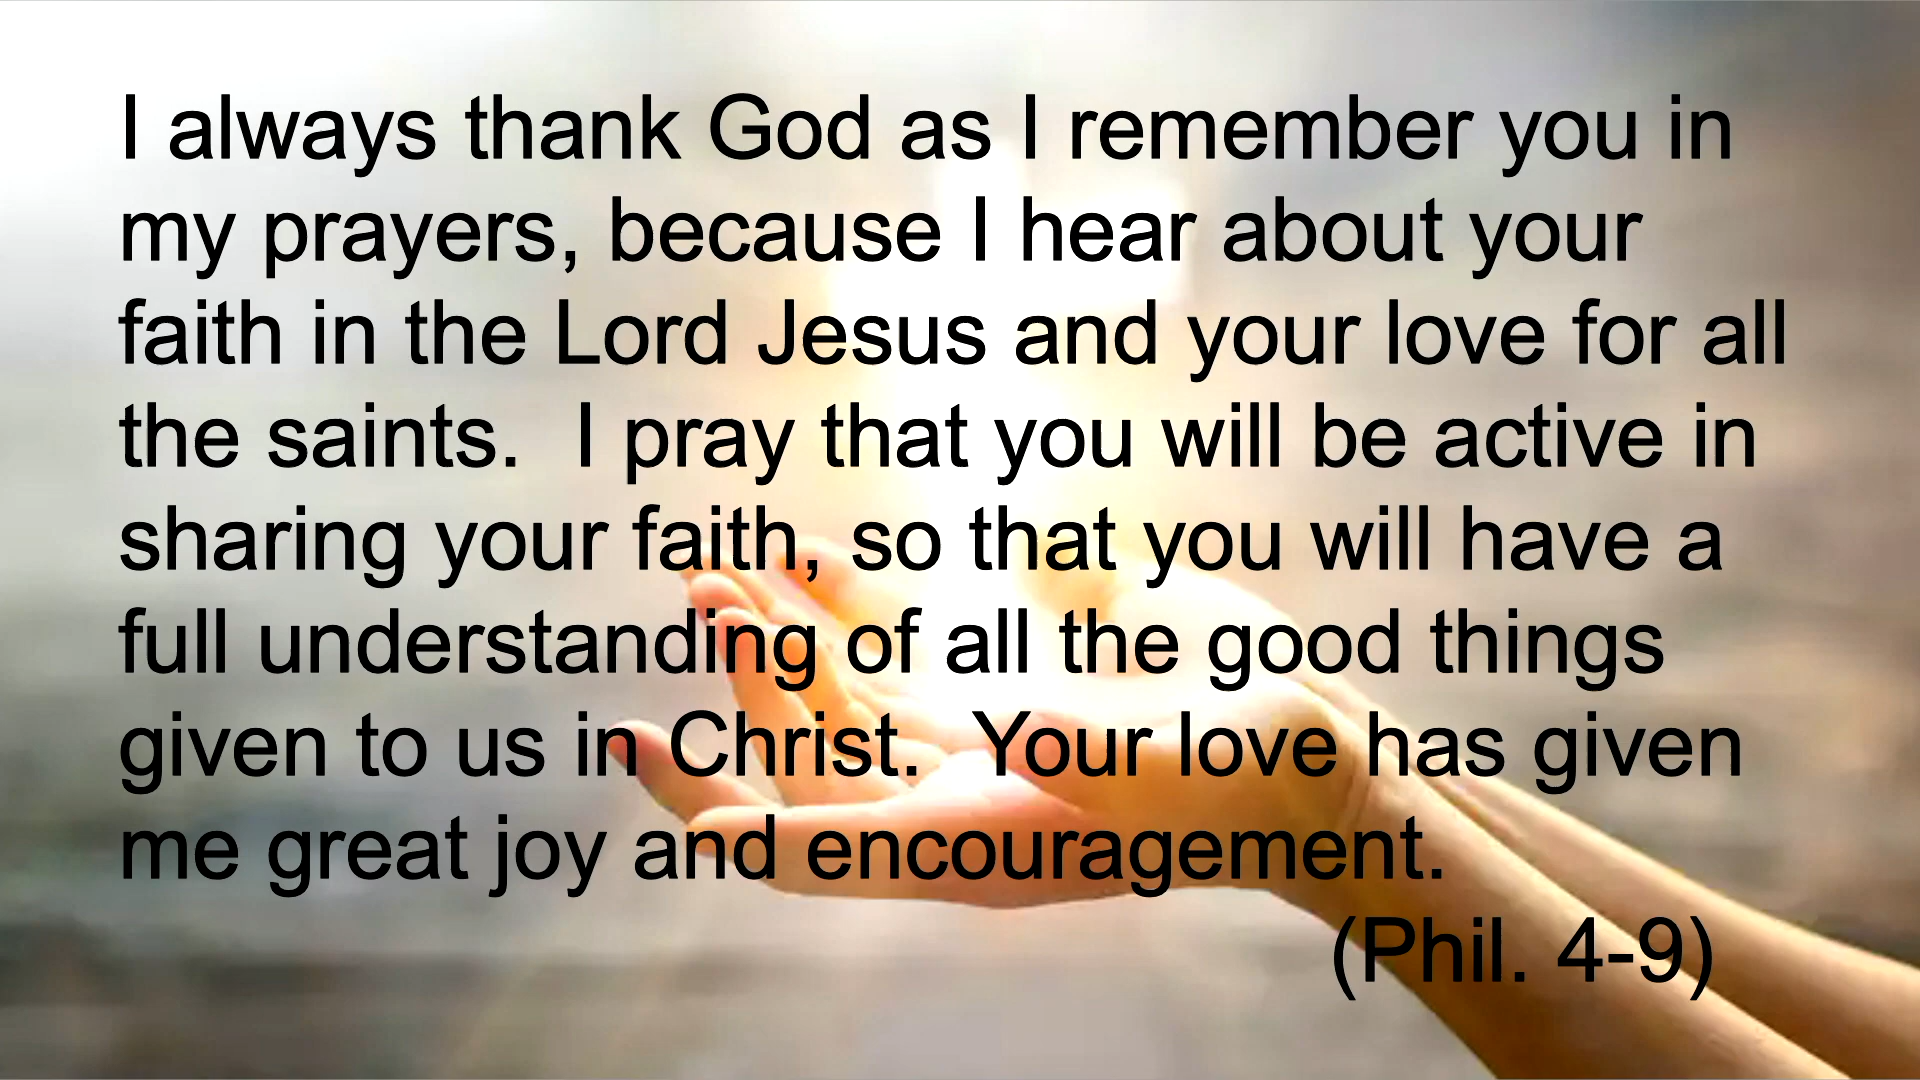 I always thank God as I remember you in
my prayers, because I hear about your
faith in the Lord Jesus and your love for all
the saints.  I pray that you will be active in
sharing your faith, so that you will have a
full understanding of all the good things
given to us in Christ.  Your love has given
me great joy and encouragement.
(Phil. 4-9)